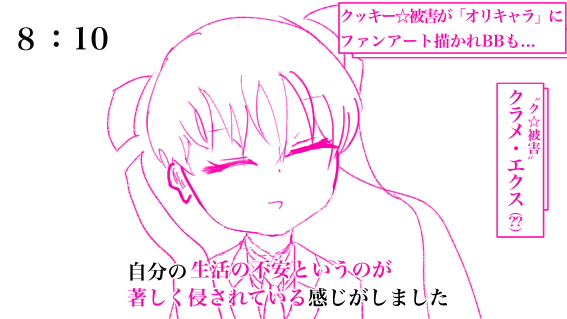 8：10
クッキー☆被害が「オリキャラ」に
ファンアート描かれBBも…
〝ク☆被害〟
クラメ・エクス(??)
自分の生活の不安というのが
著しく侵されている感じがしました